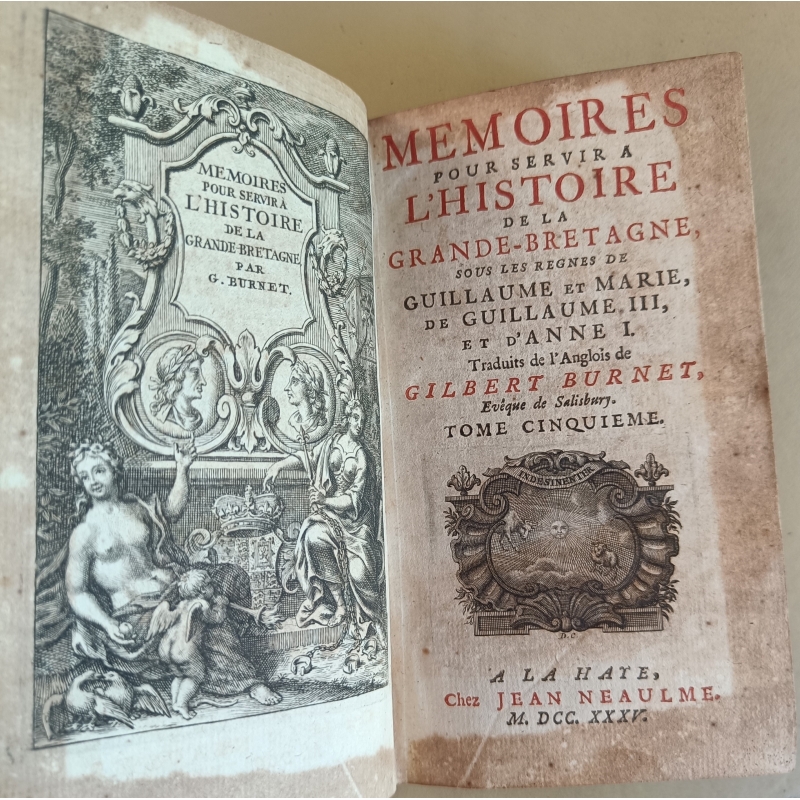 MEMOIRES
POUR SERVIR À
L'HISTOIRE
DE LA
GRANDE-BRETAGNE
PAR
G. BURNET.
MEMOIRES
POUR SERVIR A
L'HISTOIRE
DE LA
GRANDE-BRETAGNE,
SOUS LES REGNES DE
GUILLAUME ET MARIE,
DE GUILLAUME III,
ET D'ANNE I.
Traduits de l'Anglois de
GILBERT BURNET,
Evêque de Salisbury.
TOME CINQUIEME.
INDESINENTER
D.C.
A LA HAYE,
Chez JEAN NEAULME.
M. DCC. XXXV.